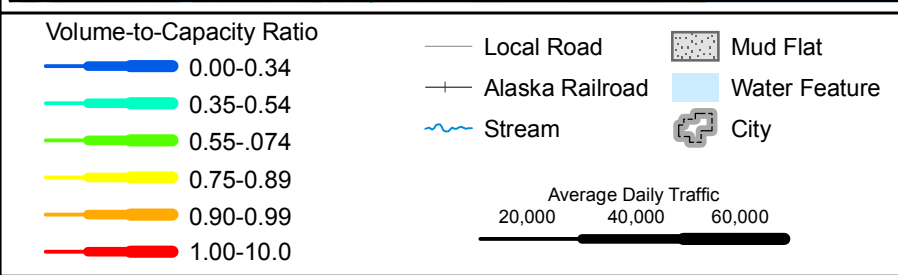 Volume-to-Capacity Ratio
0.00-0.34
0.35-0.54
0.55-.074
0.75-0.89
0.90-0.99
1.00-10.0
Local Road
Alaska Railroad
Stream
Mud Flat
Water Feature
City
Average Daily Traffic
20,000 40,000 60,000